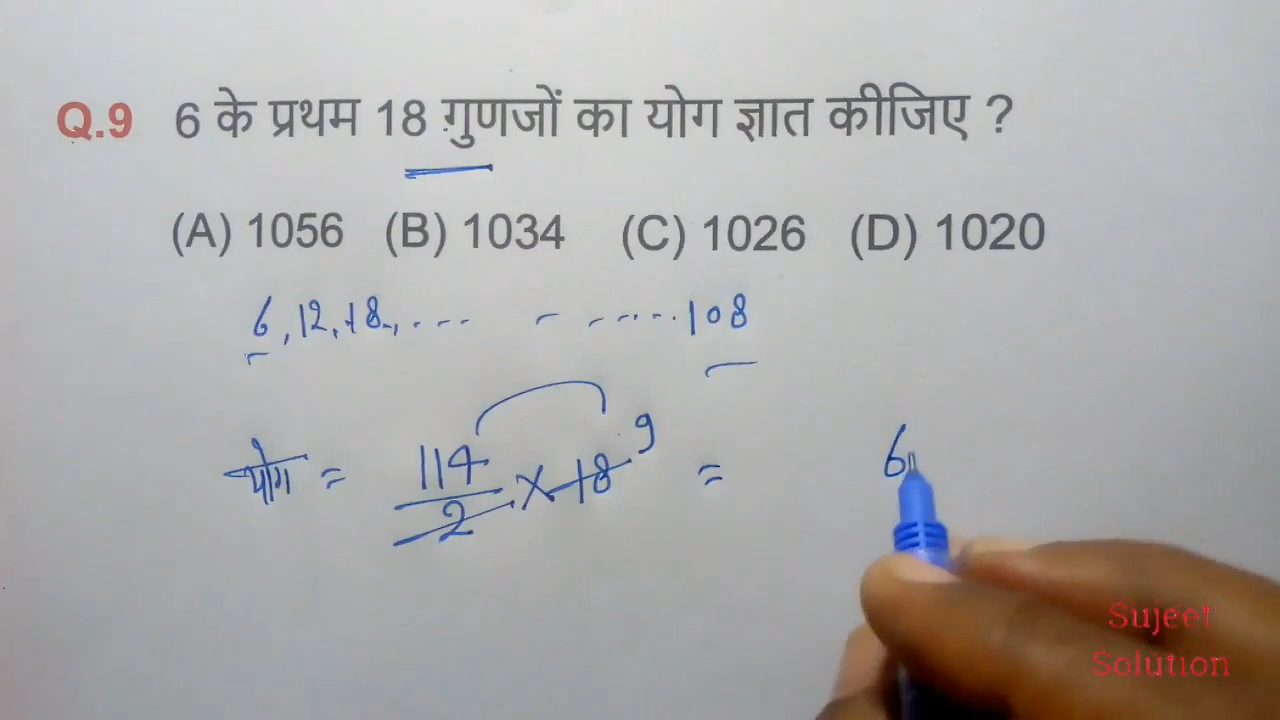 Q.9 6 के प्रथम 18 गुणजों का योग ज्ञात कीजिए ?
(A) 1056 (B) 1034 (C) 1026 (D) 1020
6, 12, 18, .... - ..... 108
9
योग = 114/2 × 18 = 6
Sujeet
Solution